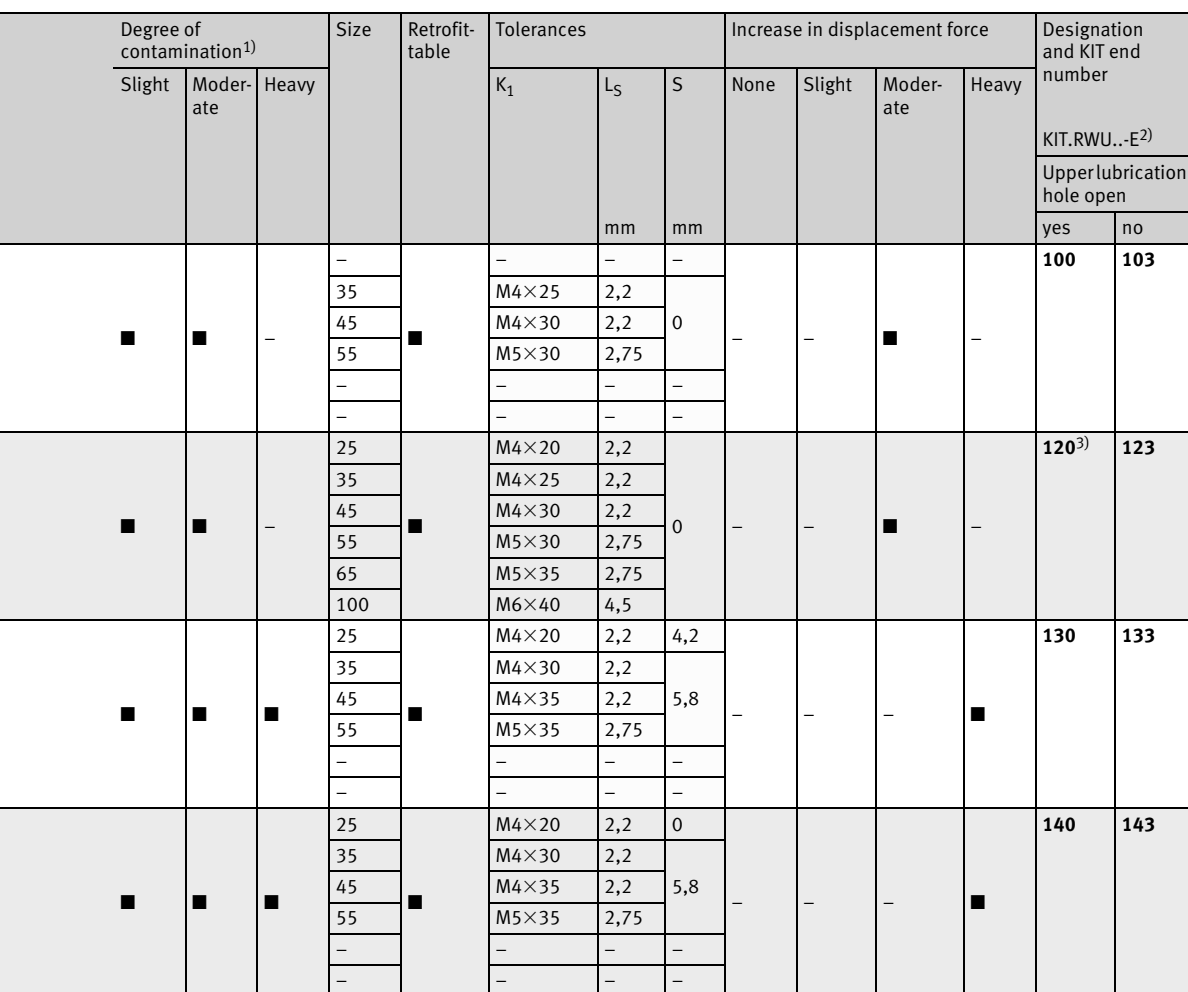 Degree of contamination1) Size Retrofit-table Tolerances Increase in displacement force Designation and KIT end number
Slight Moder-ate Heavy K1 LS S None Slight Moder-ate Heavy
KIT.RWU..-E2)
Upper lubrication hole open
mm mm yes no
– – – – 100 103
35 M4×25 2,2
45 M4×30 2,2 0
■ ■ – ■ – – ■ –
55 M5×30 2,75
– – – –
– – – –
25 M4×20 2,2 1203) 123
35 M4×25 2,2
45 M4×30 2,2
■ ■ – ■ 0 – – ■ –
55 M5×30 2,75
65 M5×35 2,75
100 M6×40 4,5
25 M4×20 2,2 4,2 130 133
35 M4×30 2,2
45 M4×35 2,2 5,8
■ ■ ■ ■ – – – ■
55 M5×35 2,75
– – – –
– – – –
25 M4×20 2,2 0 140 143
35 M4×30 2,2
45 M4×35 2,2 5,8
■ ■ ■ ■ – – – ■
55 M5×35 2,75
– – – –
– – – –